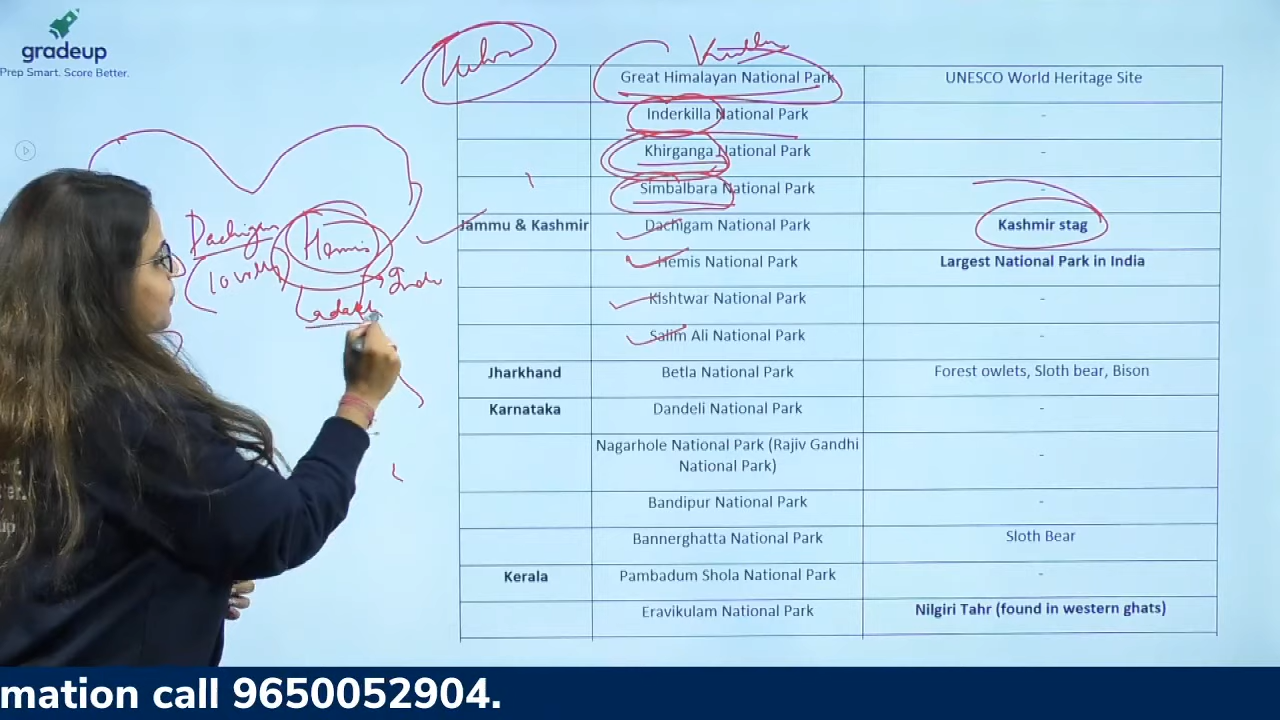 gradeup
Prep Smart. Score Better.
Kullu
Great Himalayan National Park UNESCO World Heritage Site
Inderkilla National Park -
Khirganga National Park -
Simbalbara National Park -
Jammu & Kashmir Dachigam National Park Kashmir stag
Hemis National Park Largest National Park in India
Kishtwar National Park -
Salim Ali National Park -
Jharkhand Betla National Park Forest owlets, Sloth bear, Bison
Karnataka Dandeli National Park -
Nagarhole National Park (Rajiv Gandhi
National Park) -
Bandipur National Park -
Bannerghatta National Park Sloth Bear
Kerala Pambadum Shola National Park -
Eravikulam National Park Nilgiri Tahr (found in western ghats)
Dachigam
Hemis
Ladakh
mation call 9650052904.